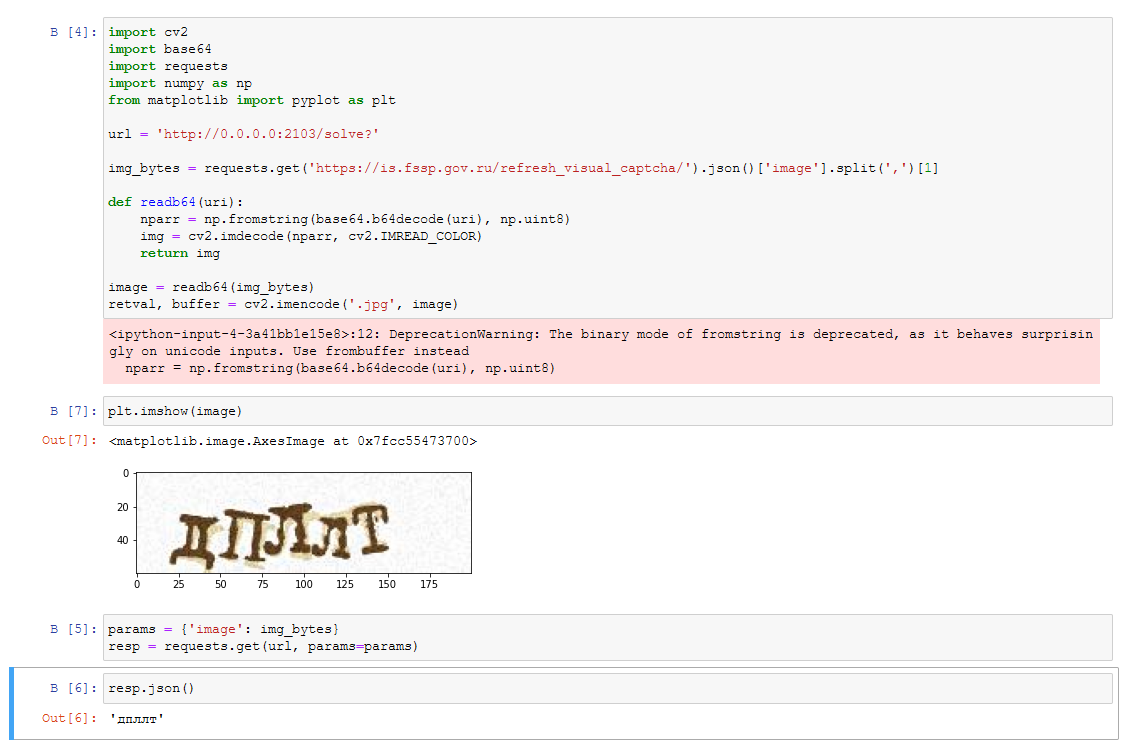 B [4]: import cv2
import base64
import requests
import numpy as np
from matplotlib import pyplot as plt
url = 'http://0.0.0.0:2103/solve?'
img_bytes = requests.get('https://is.fssp.gov.ru/refresh_visual_captcha/').json()['image'].split(',')[1]
def readb64(uri):
    nparr = np.fromstring(base64.b64decode(uri), np.uint8)
    img = cv2.imdecode(nparr, cv2.IMREAD_COLOR)
    return img
image = readb64(img_bytes)
retval, buffer = cv2.imencode('.jpg', image)
<ipython-input-4-3a41bb1e15e8>:12: DeprecationWarning: The binary mode of fromstring is deprecated, as it behaves surprisin
gly on unicode inputs. Use frombuffer instead
  nparr = np.fromstring(base64.b64decode(uri), np.uint8)
B [7]: plt.imshow(image)
Out[7]: <matplotlib.image.AxesImage at 0x7fcc55473700>
0
20
40
дпллт
0 25 50 75 100 125 150 175
B [5]: params = {'image': img_bytes}
resp = requests.get(url, params=params)
B [6]: resp.json()
Out[6]: 'дпллт'